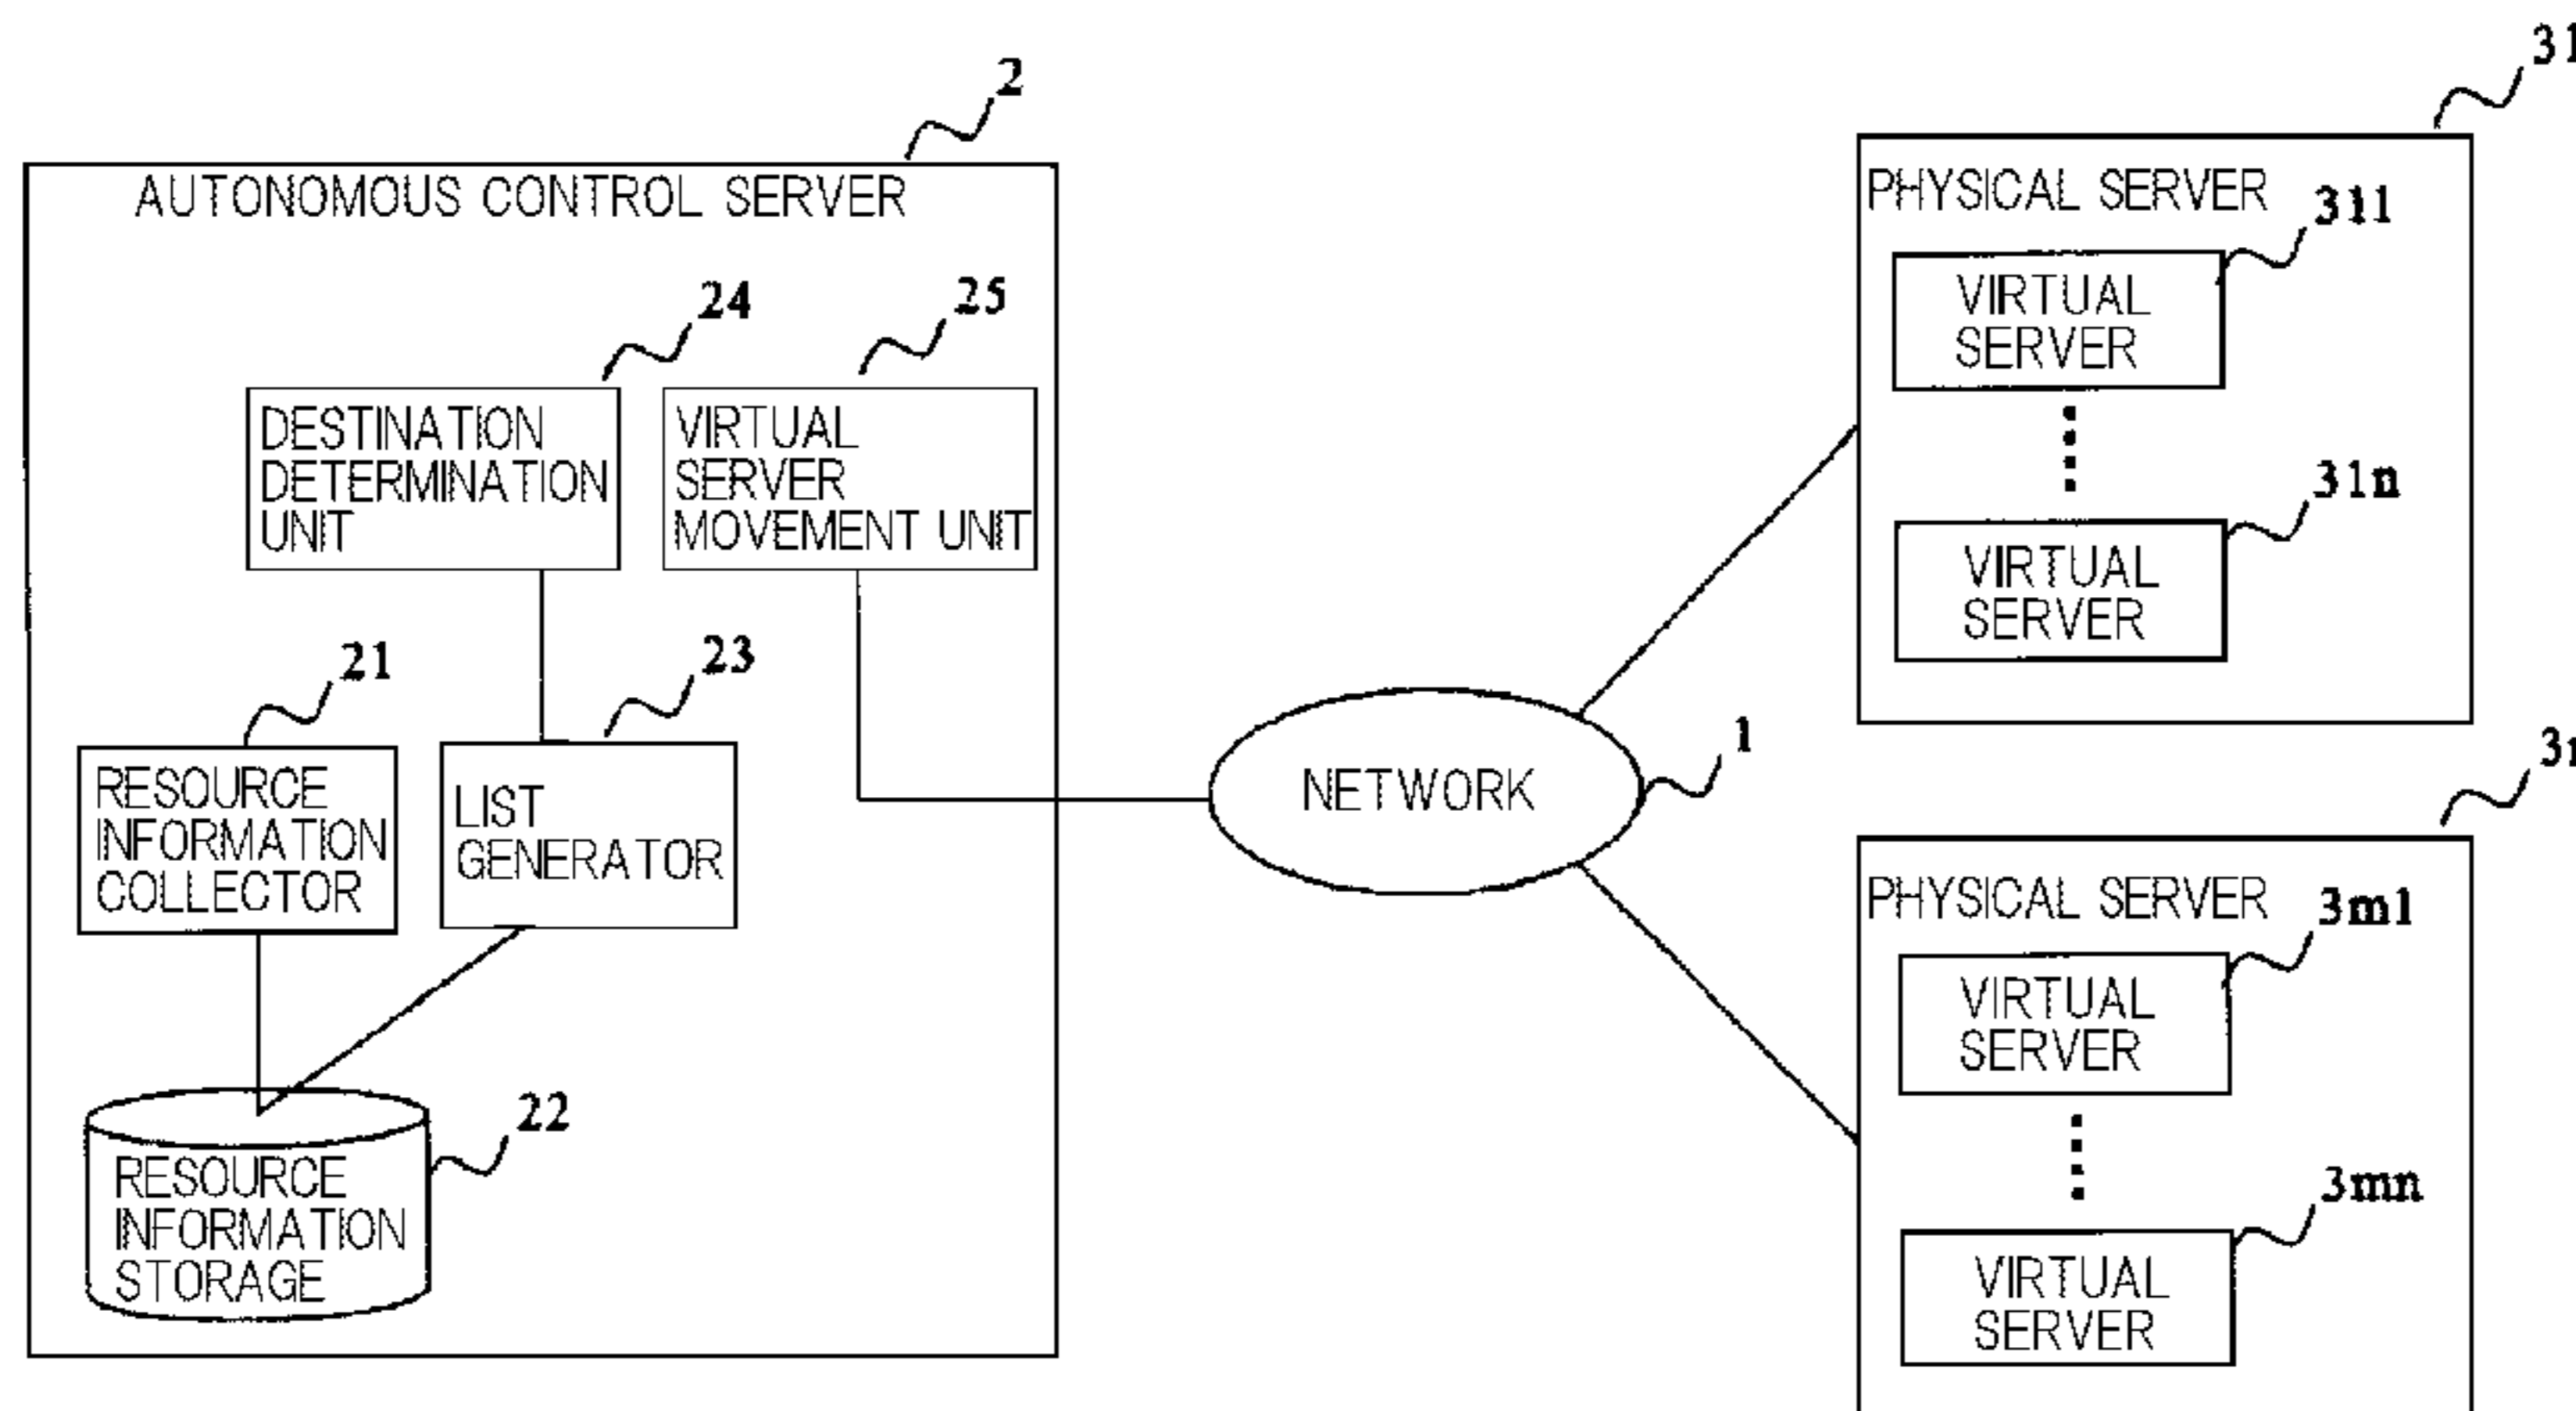 2
AUTONOMOUS CONTROL SERVER
24
DESTINATION
DETERMINATION
UNIT
25
VIRTUAL
SERVER
MOVEMENT UNIT
21
RESOURCE
INFORMATION
COLLECTOR
23
LIST
GENERATOR
22
RESOURCE
INFORMATION
STORAGE
NETWORK
1
31
PHYSICAL SERVER
311
VIRTUAL
SERVER
31n
VIRTUAL
SERVER
PHYSICAL SERVER
3m1
VIRTUAL
SERVER
3mn
VIRTUAL
SERVER